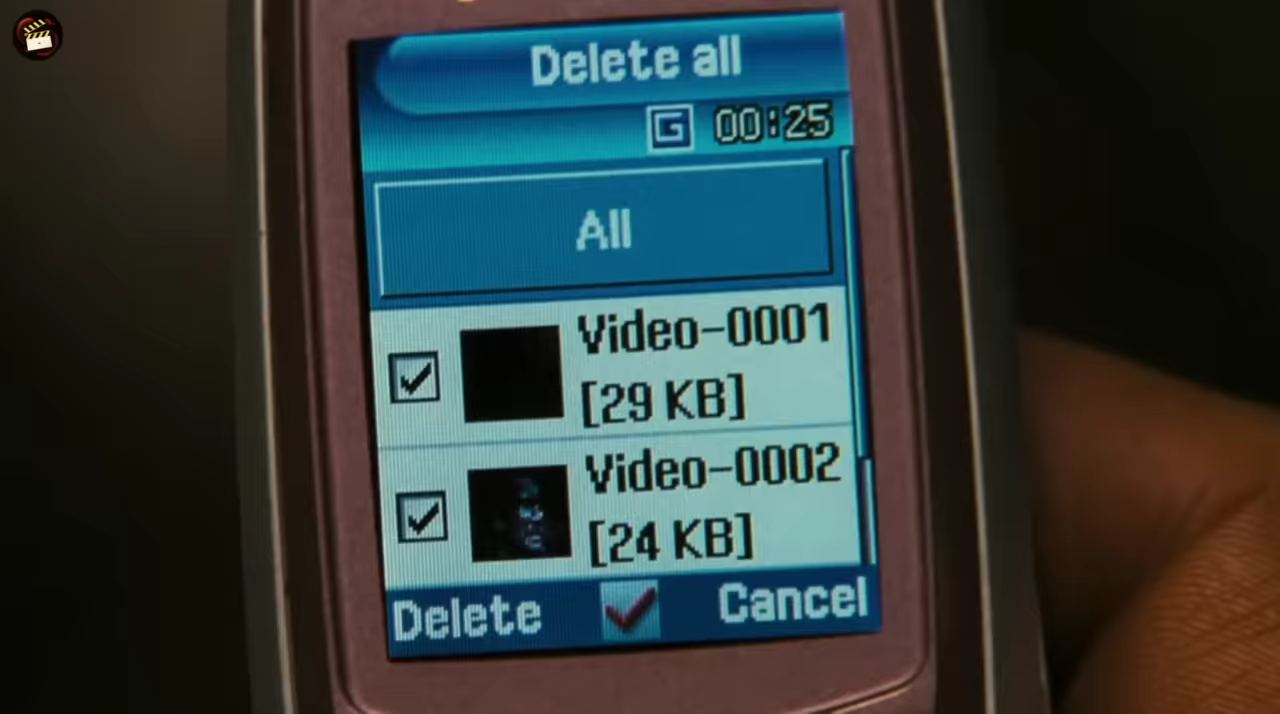 Delete all
G 00:25
All
Video-0001
[29 KB]
Video-0002
[24 KB]
Delete Cancel